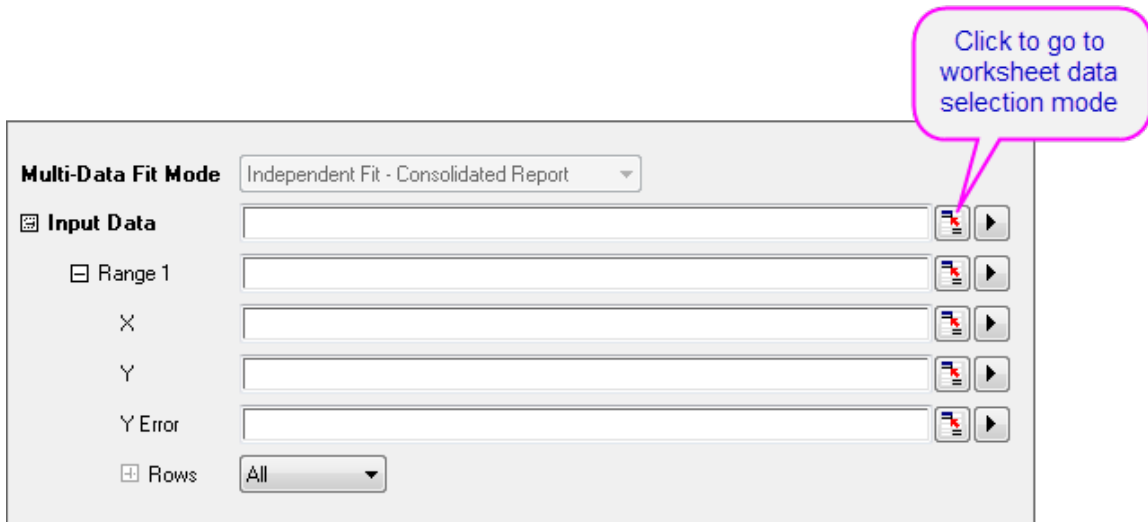 Click to go to
worksheet data
selection mode
Multi-Data Fit Mode Independent Fit - Consolidated Report
Input Data
Range 1
X
Y
Y Error
Rows All